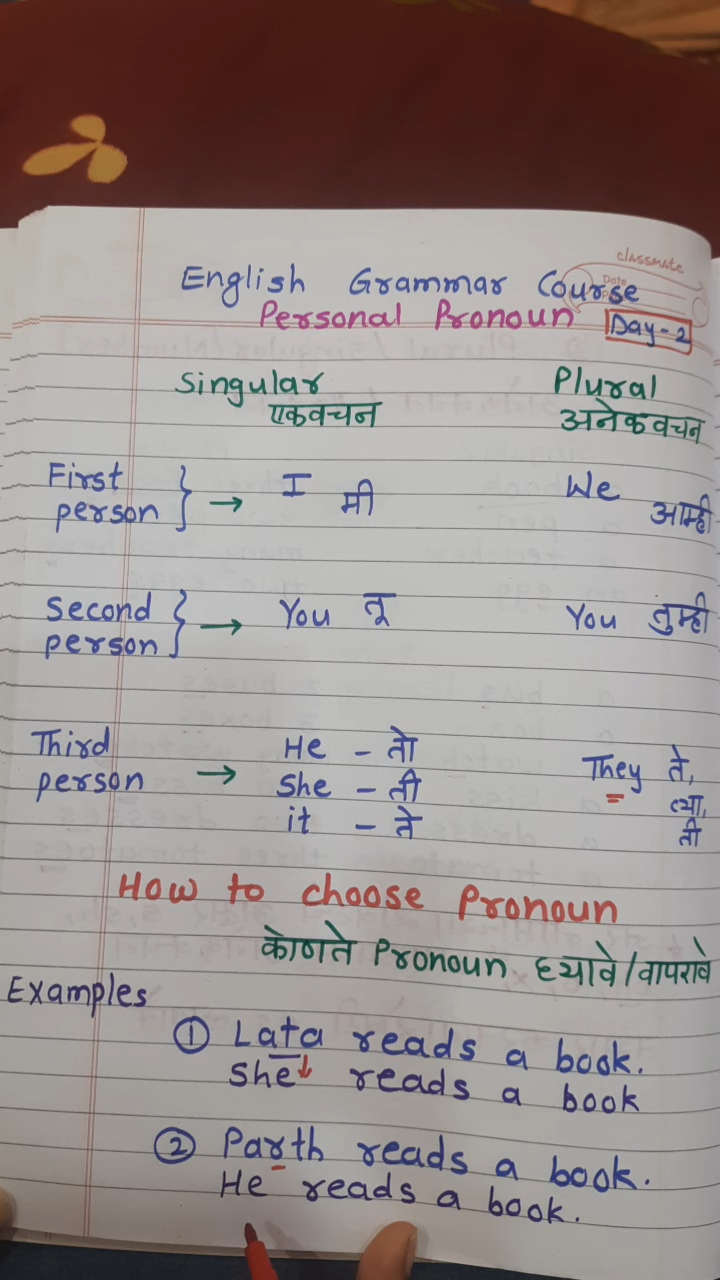 classmate
Date
English Grammar Course
Personal Pronoun Day-2
Singular Plural
एकवचन अनेकवचन
First person } → I मी We आम्ही
Second person } → You तू You तुम्ही
Third person → He - तो They ते,
She - ती त्या,
it - ते ती
How to choose Pronoun
कोणते Pronoun घ्यावे/वापरावे
Examples
① Lata reads a book.
She ↓ reads a book
② Parth reads a book.
He reads a book.